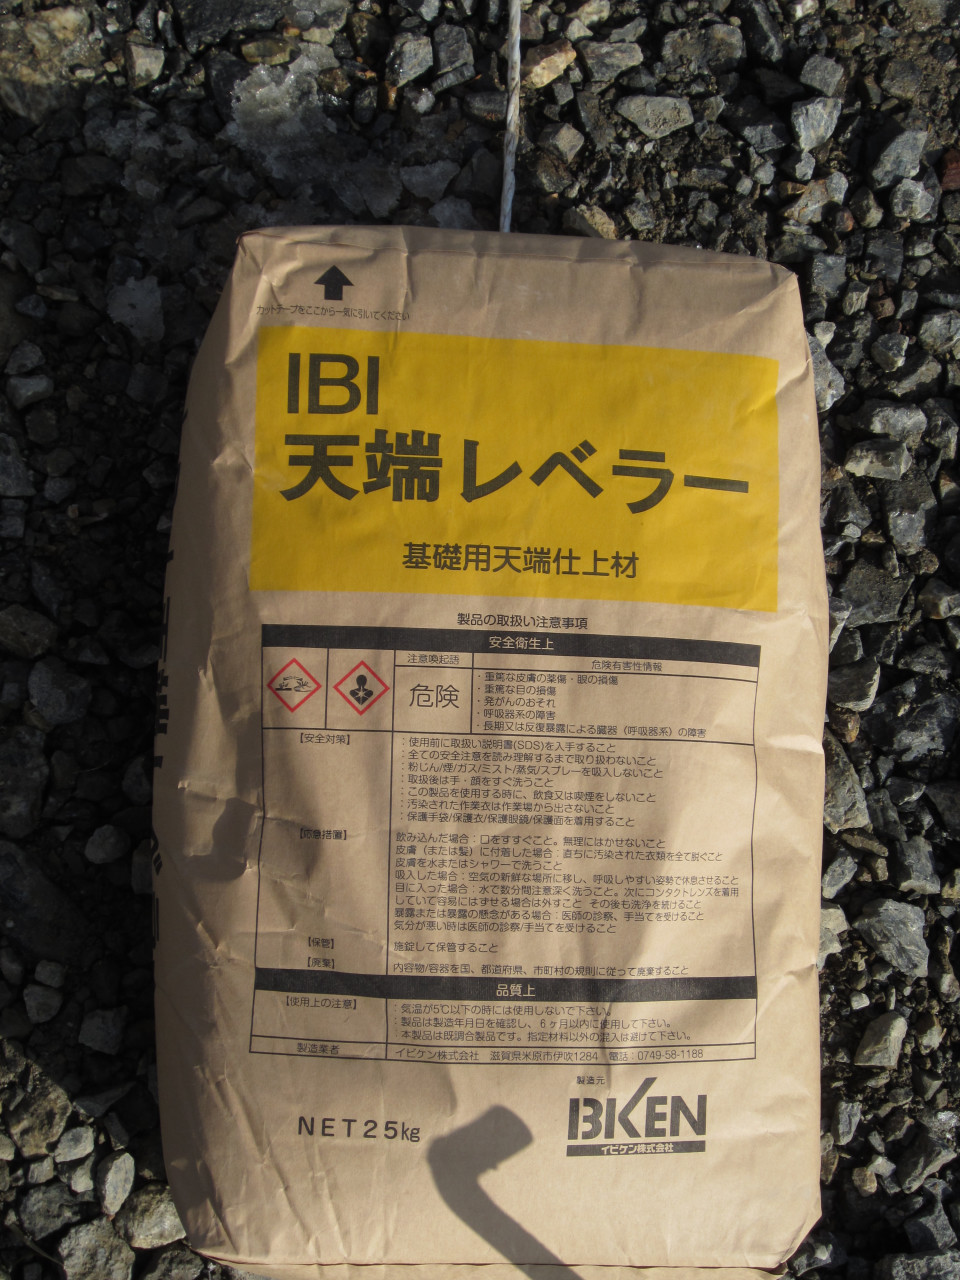 カットテープをここから一気に引いてください
IBI
天端レベラー
基礎用天端仕上材
製品の取扱い注意事項
安全衛生上
注意喚起語
危険有害性情報
危険
・重篤な皮膚の薬傷・眼の損傷
・重篤な目の損傷
・発がんのおそれ
・呼吸器系の障害
・長期又は反復暴露による臓器（呼吸器系）の障害
【安全対策】
：使用前に取扱い説明書(SDS)を入手すること
：全ての安全注意を読み理解するまで取り扱わないこと
：粉じん/煙/ガス/ミスト/蒸気/スプレーを吸入しないこと
：取扱後は手・顔をすぐ洗うこと
：この製品を使用する時に、飲食又は喫煙をしないこと
：汚染された作業衣は作業場から出さないこと
：保護手袋/保護衣/保護眼鏡/保護面を着用すること
【応急措置】
飲み込んだ場合：口をすすぐこと。無理にはかせないこと
皮膚（または髪）に付着した場合：直ちに汚染された衣類を全て脱ぐこと
皮膚を水またはシャワーで洗うこと
吸入した場合：空気の新鮮な場所に移し、呼吸しやすい姿勢で休息させること
目に入った場合：水で数分間注意深く洗うこと。次にコンタクトレンズを着用
していて容易にはずせる場合は外すこと その後も洗浄を続けること
暴露または暴露の懸念がある場合：医師の診察、手当てを受けること
気分が悪い時は医師の診察/手当てを受けること
【保管】
施錠して保管すること
【廃棄】
内容物/容器を国、都道府県、市町村の規則に従って廃棄すること
品質上
【使用上の注意】
：気温が5℃以下の時には使用しないで下さい。
：製品は製造年月日を確認し、6ヶ月以内に使用して下さい。
：本製品は既調合製品です。指定材料以外の混入は避けて下さい。
製造業者
イビケン株式会社 滋賀県米原市伊吹1284 電話：0749-58-1188
製造元
NET25kg
IBIKEN
イビケン株式会社